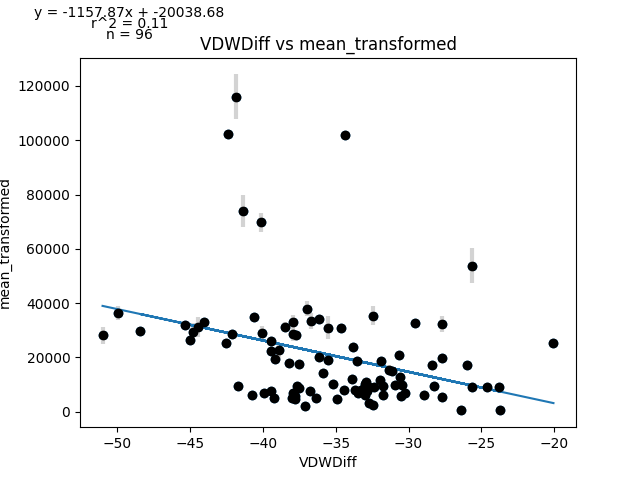 y = -1157.87x + -20038.68
r^2 = 0.11
n = 96
VDWDiff vs mean_transformed
mean_transformed
120000
100000
80000
60000
40000
20000
0
−50
−45
−40
−35
−30
−25
−20
VDWDiff